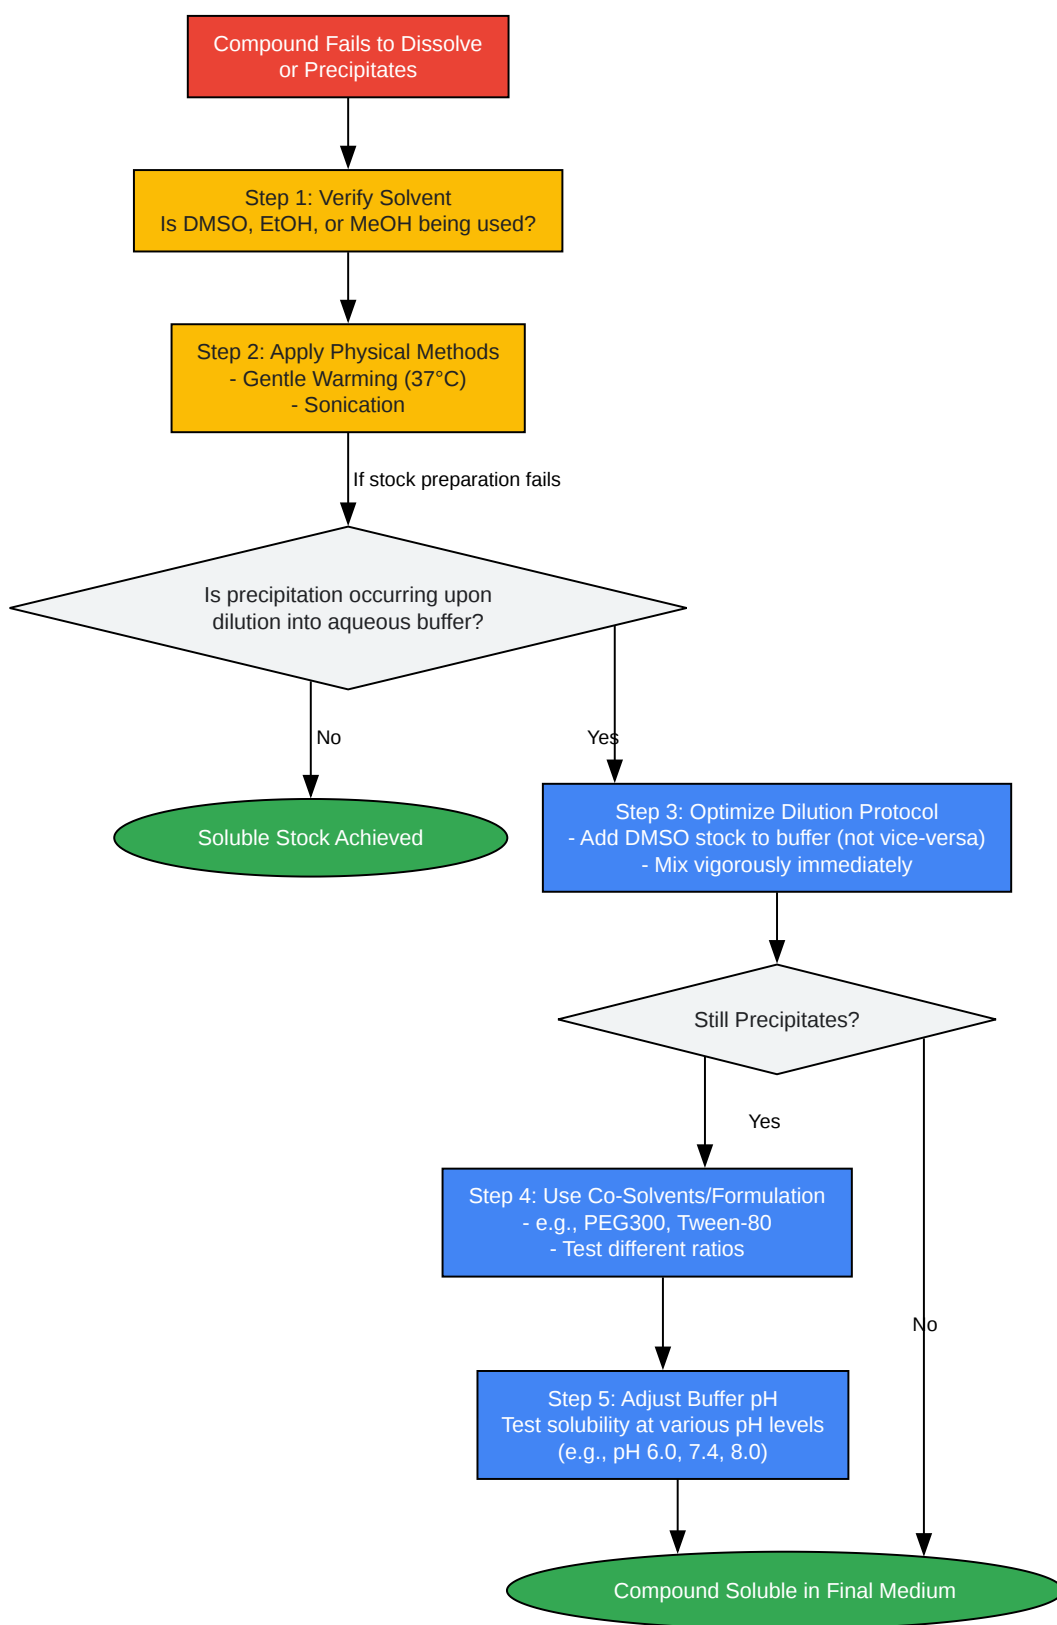 Compound Fails to Dissolve
or Precipitates
Step 1: Verify Solvent
Is DMSO, EtOH, or MeOH being used?
Step 2: Apply Physical Methods
- Gentle Warming (37°C)
- Sonication
If stock preparation fails
Is precipitation occurring upon
dilution into aqueous buffer?
No
Yes
Soluble Stock Achieved
Step 3: Optimize Dilution Protocol
- Add DMSO stock to buffer (not vice-versa)
- Mix vigorously immediately
Still Precipitates?
Yes
Step 4: Use Co-Solvents/Formulation
- e.g., PEG300, Tween-80
- Test different ratios
No
Step 5: Adjust Buffer pH
Test solubility at various pH levels
(e.g., pH 6.0, 7.4, 8.0)
Compound Soluble in Final Medium